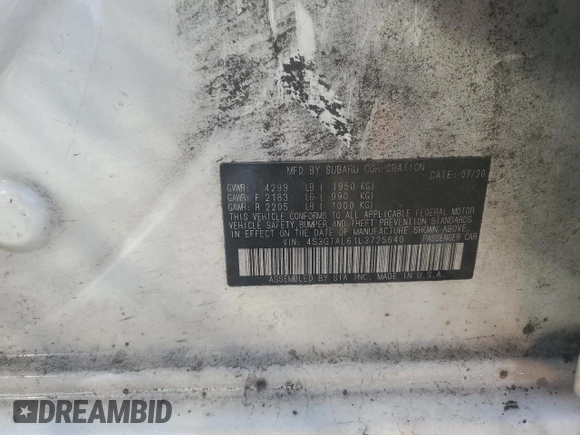 MFD BY SUBARU CORPORATION
DATE: 07/20
GVWR: 4299 LB ( 1950 KG)
GAWR: F 2183 LB ( 990 KG)
GAWR: R 2205 LB ( 1000 KG)
THIS VEHICLE CONFORMS TO ALL APPLICABLE FEDERAL MOTOR
VEHICLE SAFETY, BUMPER, AND THEFT PREVENTION STANDARDS
IN EFFECT ON THE DATE OF MANUFACTURE SHOWN ABOVE.
VIN: 4S3GTAL61L3725640 PASSENGER CAR
ASSEMBLED BY SIA INC. MADE IN U.S.A.
DREAMBID